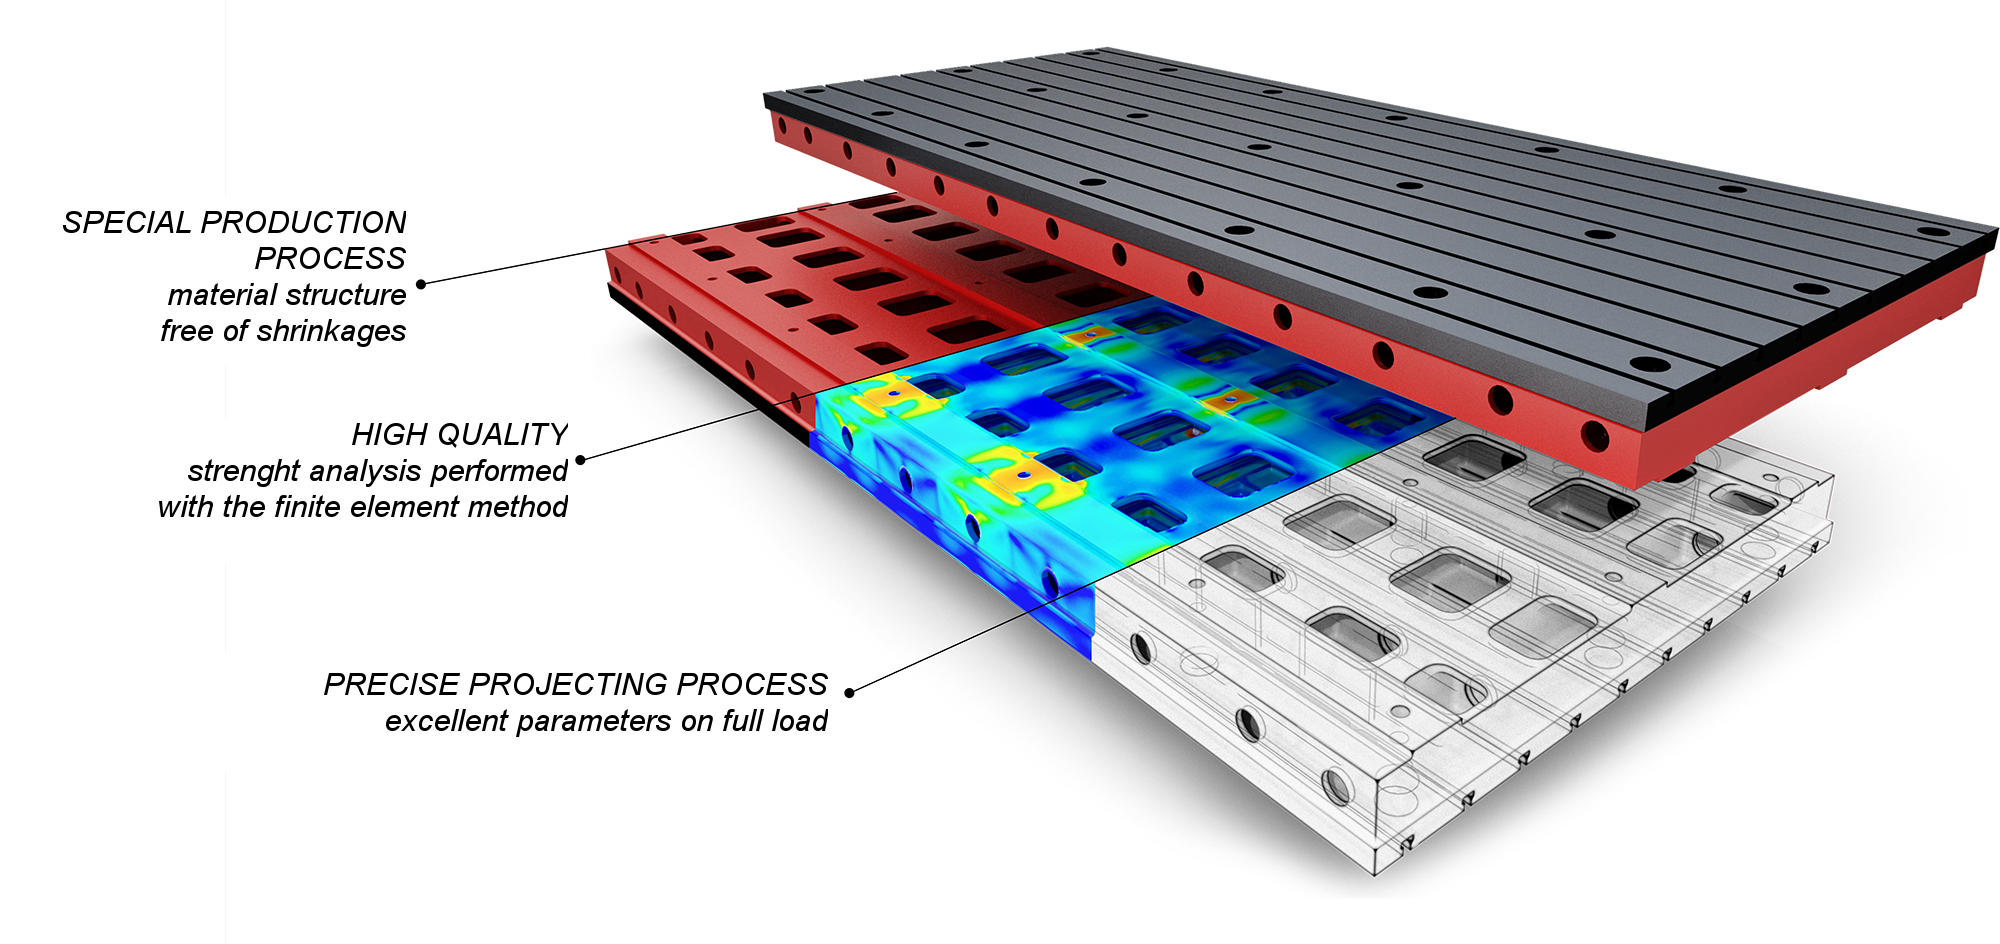 SPECIAL PRODUCTION
PROCESS
material structure
free of shrinkages
HIGH QUALITY
strenght analysis performed
with the finite element method
PRECISE PROJECTING PROCESS
excellent parameters on full load